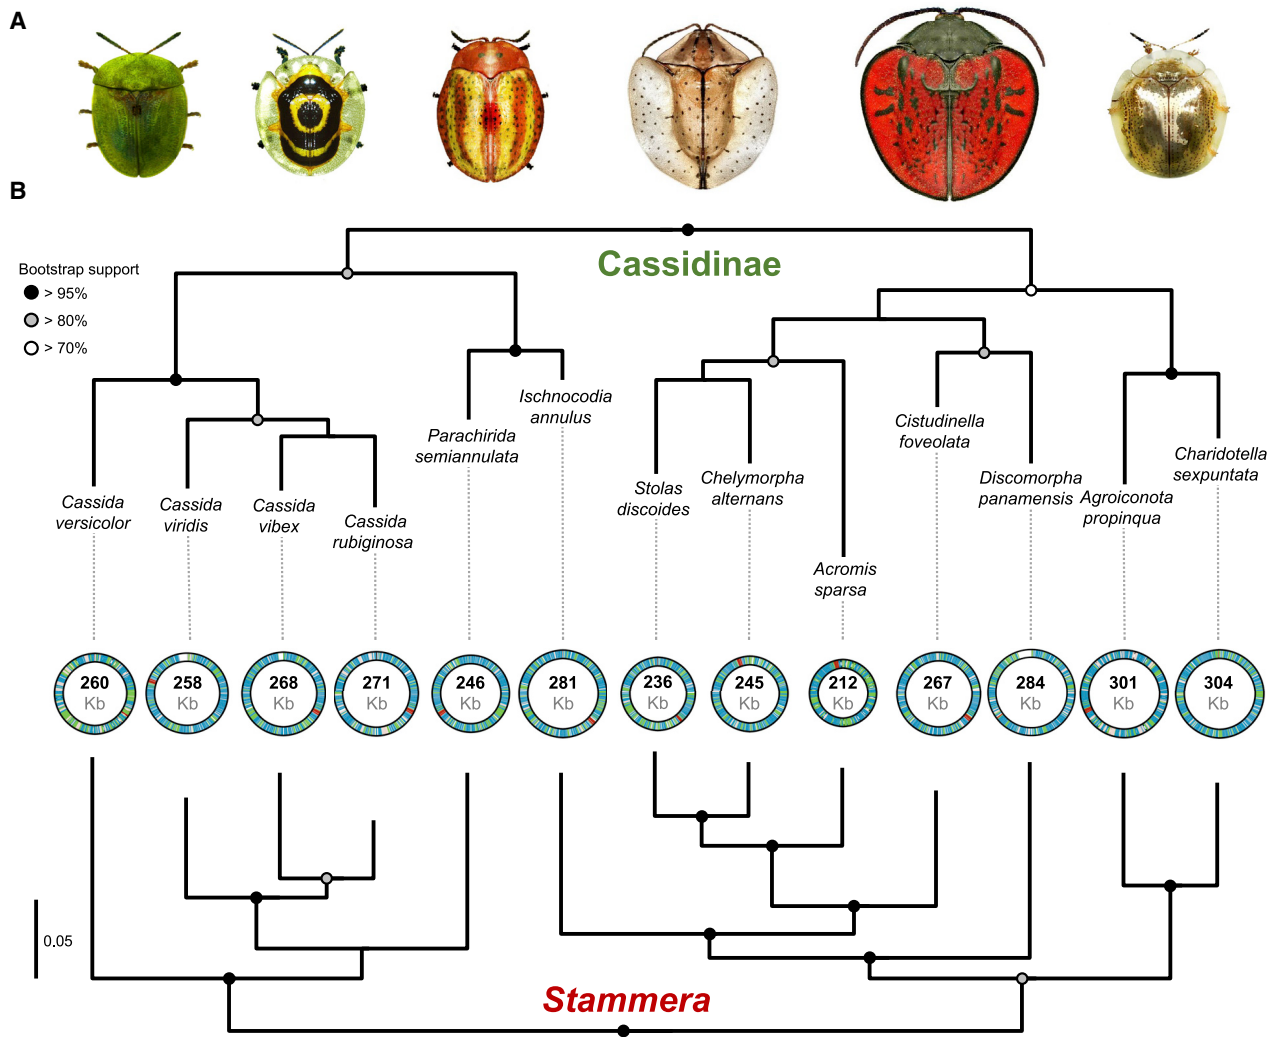 A
B
Cassidinae
Bootstrap support
> 95%
> 80%
> 70%
Ischnocodia
annulus
Parachirida
semiannulata
Cistudinella
foveolata
Charidotella
sexpuntata
Cassida
versicolor
Cassida
viridis
Cassida
vibex
Cassida
rubiginosa
Stolas
discoides
Chelymorpha
alternans
Discomorpha
panamensis
Agroiconota
propinqua
Acromis
sparsa
260
Kb
258
Kb
268
Kb
271
Kb
246
Kb
281
Kb
236
Kb
245
Kb
212
Kb
267
Kb
284
Kb
301
Kb
304
Kb
0.05
Stammera